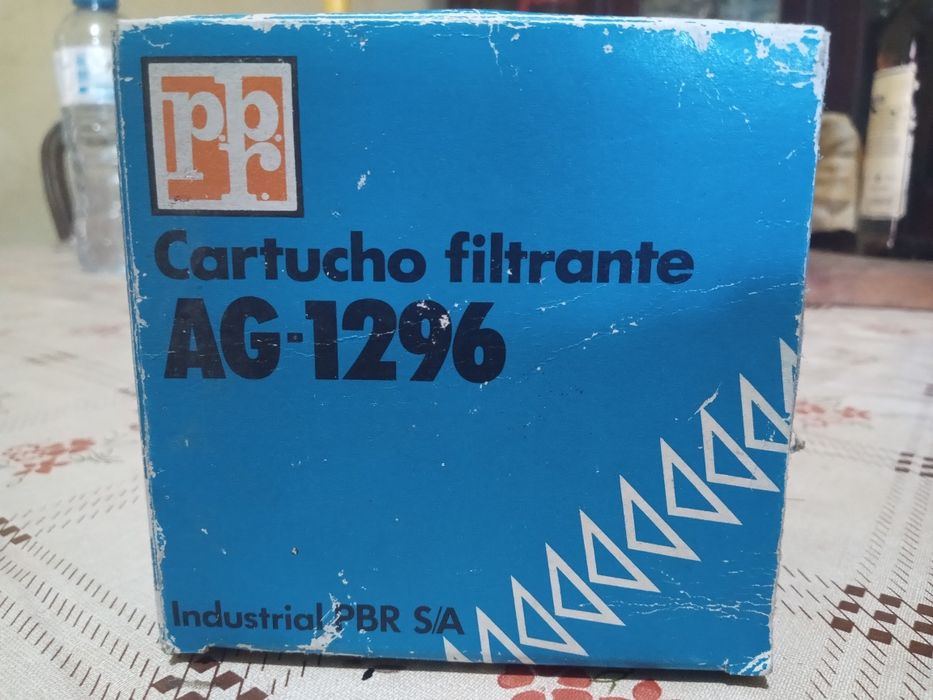 p.b.r.
Cartucho filtrante
AG-1296
Industrial PBR S/A